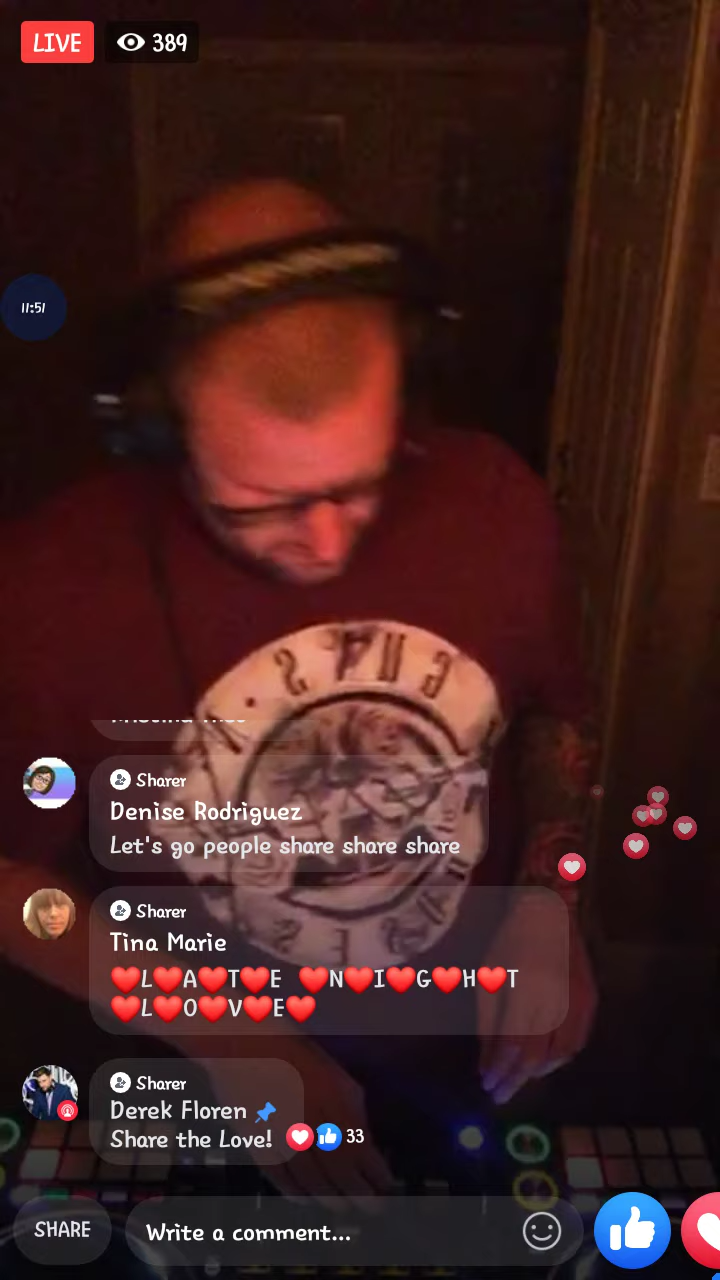 LIVE 389
11:51
Sharer
Denise Rodriguez
Let's go people share share share
Sharer
Tina Marie
❤️L❤️A❤️T❤️E ❤️N❤️I❤️G❤️H❤️T
❤️L❤️O❤️V❤️E❤️
Sharer
Derek Floren 📌
Share the Love! 33
SHARE Write a comment...